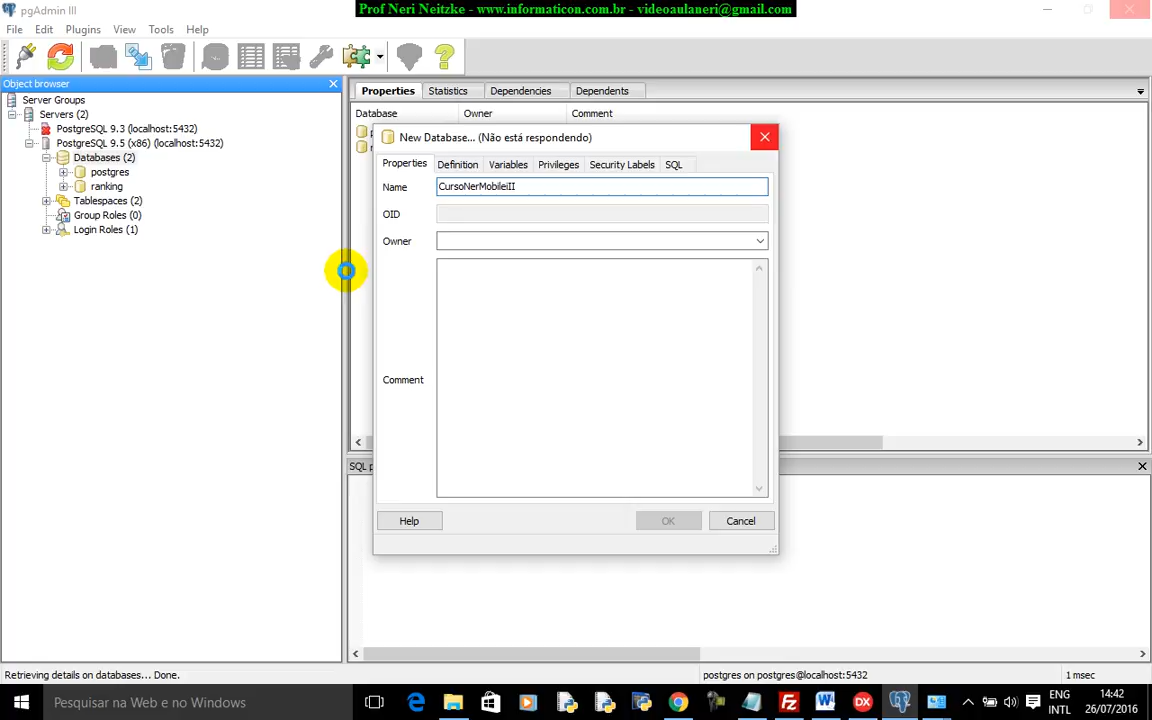 pgAdmin III
Prof Neri Neitzke - www.informaticon.com.br - videoaulaneri@gmail.com
File Edit Plugins View Tools Help
Object browser
Server Groups
Servers (2)
PostgreSQL 9.3 (localhost:5432)
PostgreSQL 9.5 (x86) (localhost:5432)
Databases (2)
postgres
ranking
Tablespaces (2)
Group Roles (0)
Login Roles (1)
Properties Statistics Dependencies Dependents
Database Owner Comment
New Database... (Não está respondendo)
Properties Definition Variables Privileges Security Labels SQL
Name CursoNerMobileiII
OID
Owner
Comment
Help OK Cancel
SQL p
Retrieving details on databases... Done. postgres on postgres@localhost:5432 1 msec
Pesquisar na Web e no Windows
ENG 14:42
INTL 26/07/2016